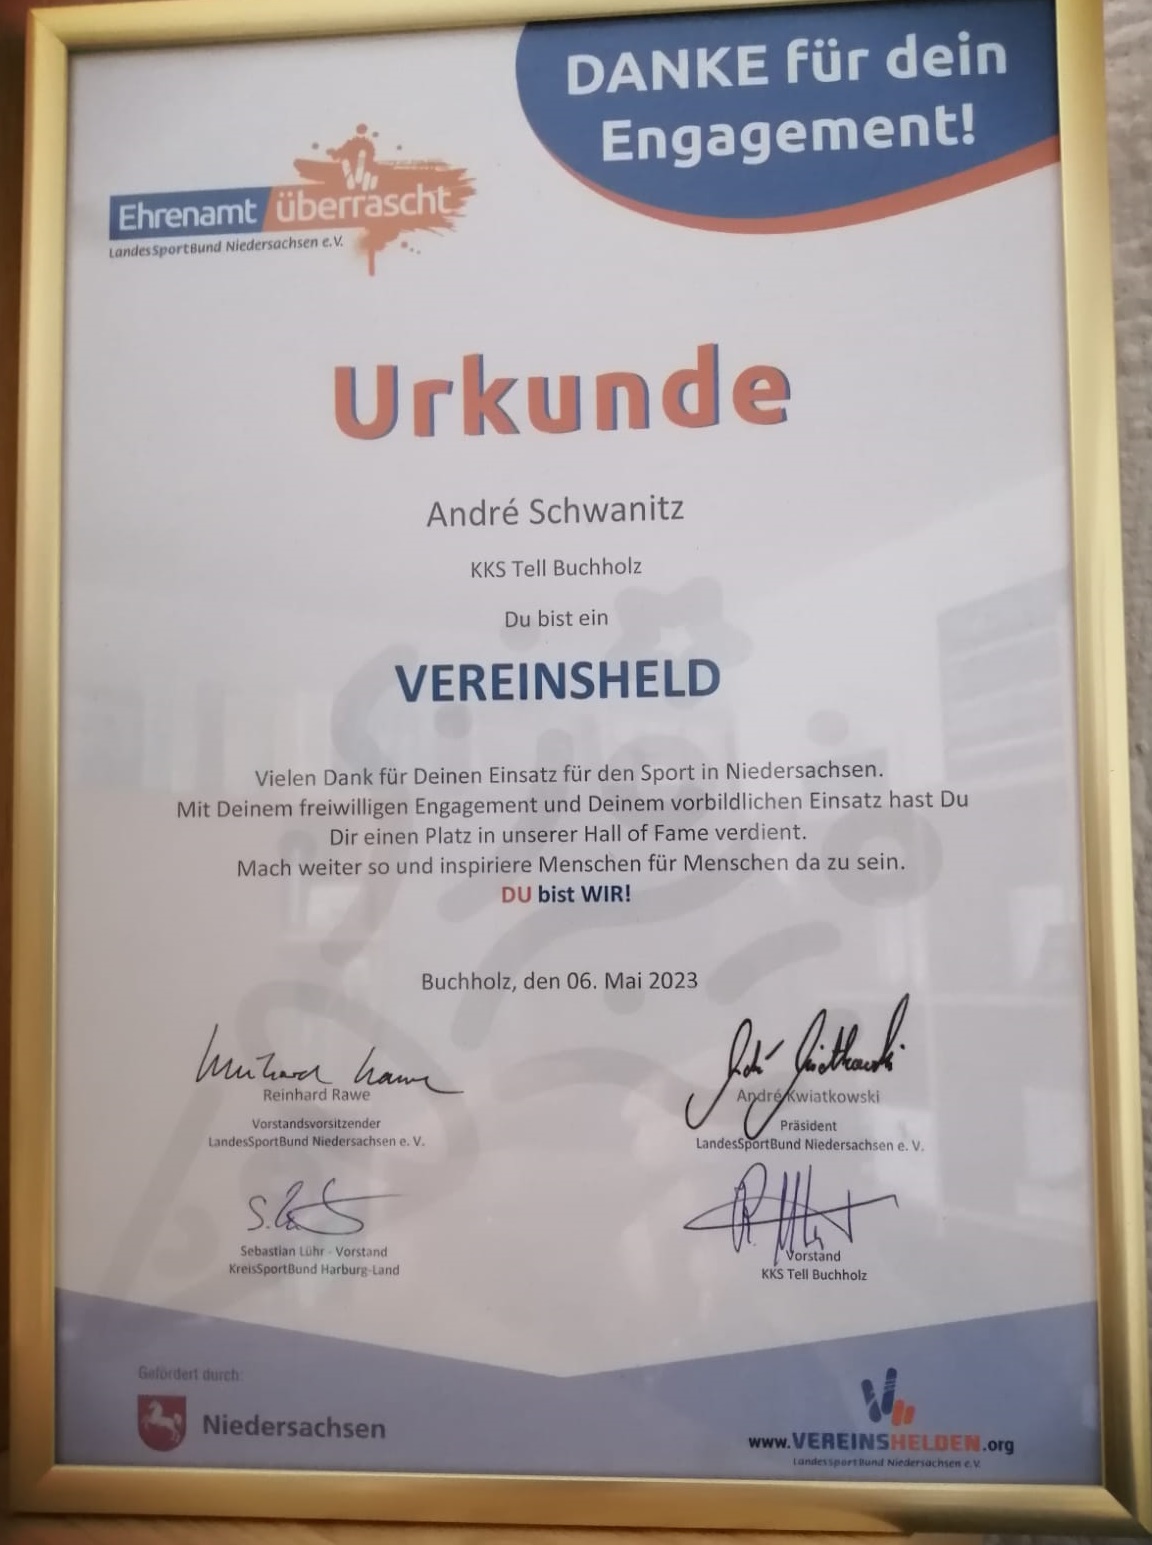 DANKE für dein
Engagement!
Ehrenamt überrascht
LandesSportBund Niedersachsen e.V.
Urkunde
André Schwanitz
KKS Tell Buchholz
Du bist ein
VEREINSHELD
Vielen Dank für Deinen Einsatz für den Sport in Niedersachsen.
Mit Deinem freiwilligen Engagement und Deinem vorbildlichen Einsatz hast Du
Dir einen Platz in unserer Hall of Fame verdient.
Mach weiter so und inspiriere Menschen für Menschen da zu sein.
DU bist WIR!
Buchholz, den 06. Mai 2023
Reinhard Rawe
Vorstandsvorsitzender
LandesSportBund Niedersachsen e. V.
André Kwiatkowski
Präsident
LandesSportBund Niedersachsen e. V.
Sebastian Lühr - Vorstand
KreisSportBund Harburg-Land
Vorstand
KKS Tell Buchholz
Gefördert durch:
Niedersachsen
www.VEREINSHELDEN.org
LandesSportBund Niedersachsen e.V.